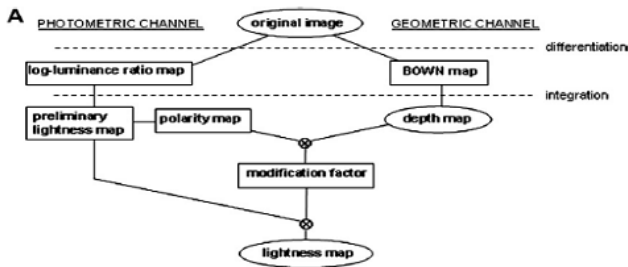 A
PHOTOMETRIC CHANNEL
original image
GEOMETRIC CHANNEL
differentiation
log-luminance ratio map
BOWN map
integration
preliminary
lightness map
polarity map
depth map
modification factor
lightness map